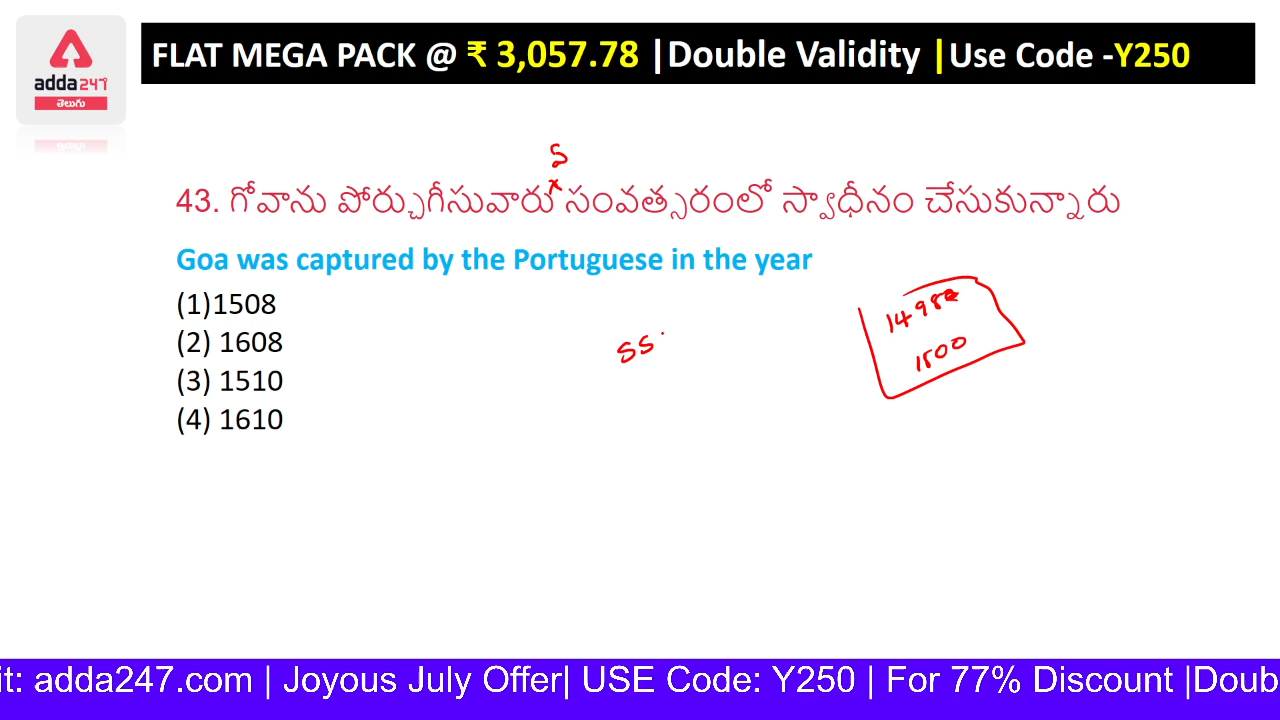 FLAT MEGA PACK @ ₹ 3,057.78 |Double Validity |Use Code -Y250
adda247
తెలుగు
43. గోవాను పోర్చుగీసువారు సంవత్సరంలో స్వాధీనం చేసుకున్నారు
Goa was captured by the Portuguese in the year
(1)1508
(2) 1608
(3) 1510
(4) 1610
1498
1500
it: adda247.com | Joyous July Offer| USE Code: Y250 | For 77% Discount |Doub